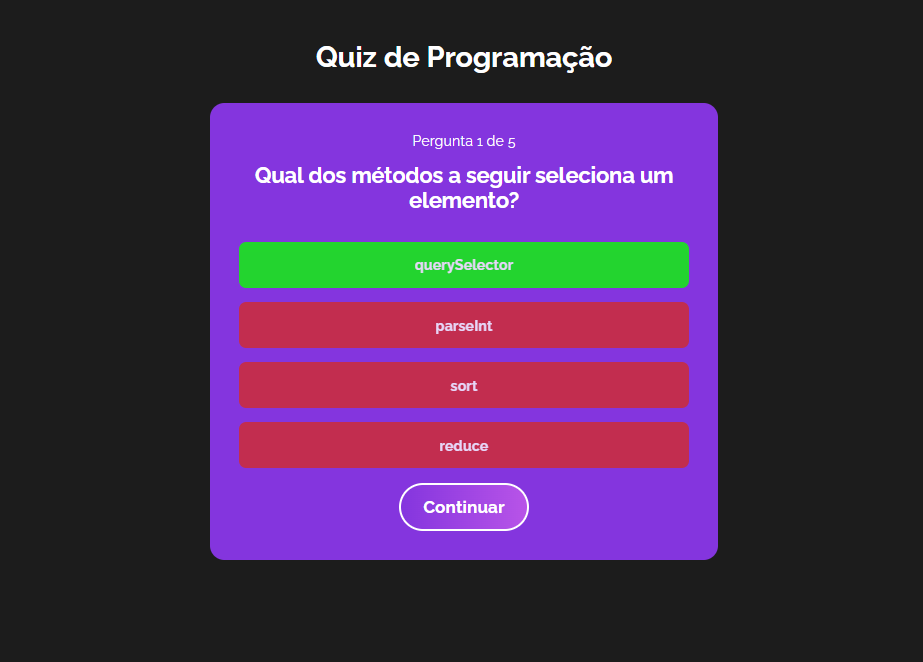 Quiz de Programação
Pergunta 1 de 5
Qual dos métodos a seguir seleciona um
elemento?
querySelector
parseInt
sort
reduce
Continuar